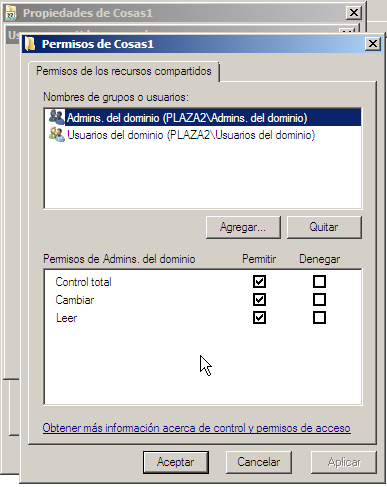 Propiedades de Cosas1
Permisos de Cosas1
Permisos de los recursos compartidos
Nombres de grupos o usuarios:
Admins. del dominio (PLAZA2\Admins. del dominio)
Usuarios del dominio (PLAZA2\Usuarios del dominio)
Agregar... Quitar
Permisos de Admins. del dominio Permitir Denegar
Control total
Cambiar
Leer
Obtener más información acerca de control y permisos de acceso
Aceptar Cancelar Aplicar